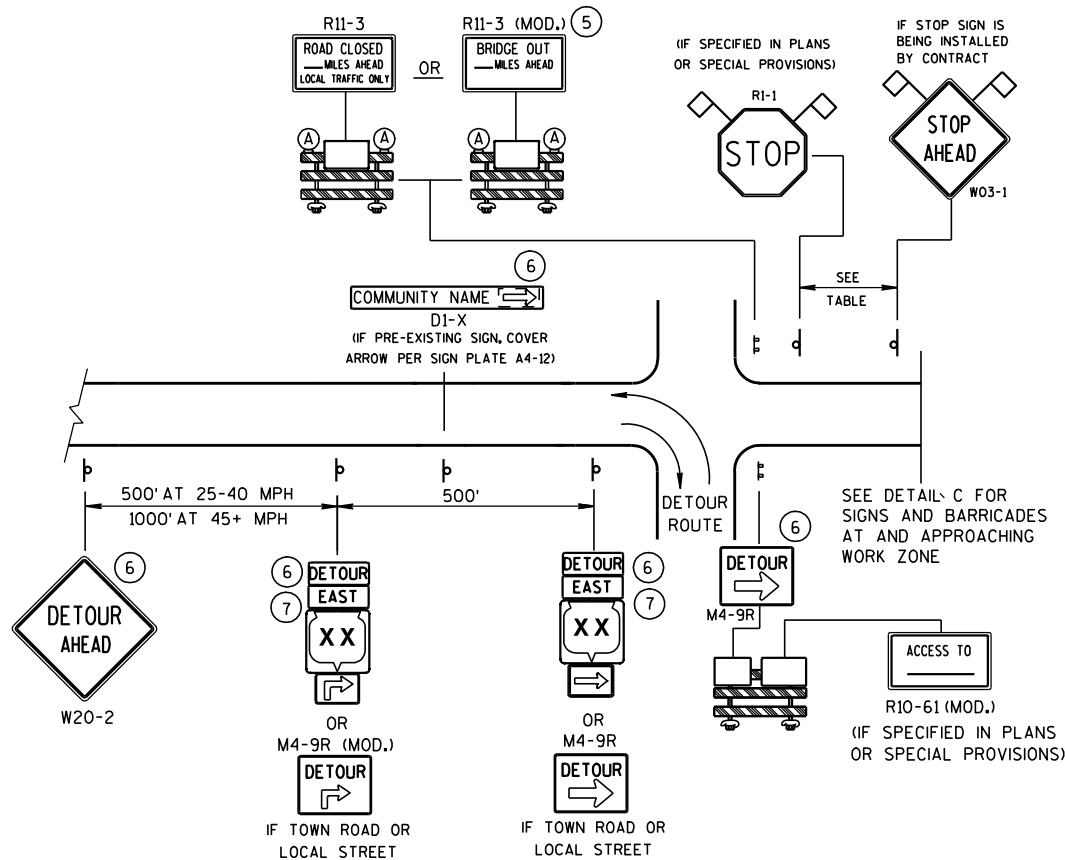 R11-3
ROAD CLOSED
___MILES AHEAD
LOCAL TRAFFIC ONLY
OR
R11-3 (MOD.)
5
BRIDGE OUT
___MILES AHEAD
A
A
A
A
(IF SPECIFIED IN PLANS
OR SPECIAL PROVISIONS)
R1-1
STOP
IF STOP SIGN IS
BEING INSTALLED
BY CONTRACT
STOP
AHEAD
W03-1
SEE
TABLE
6
COMMUNITY NAME
D1-X
(IF PRE-EXISTING SIGN, COVER
ARROW PER SIGN PLATE A4-12)
500' AT 25-40 MPH
1000' AT 45+ MPH
500'
DETOUR
ROUTE
SEE DETAIL C FOR
SIGNS AND BARRICADES
AT AND APPROACHING
WORK ZONE
6
DETOUR
AHEAD
W20-2
6
7
DETOUR
EAST
XX
OR
M4-9R (MOD.)
DETOUR
IF TOWN ROAD OR
LOCAL STREET
DETOUR
EAST
XX
6
7
OR
M4-9R
DETOUR
IF TOWN ROAD OR
LOCAL STREET
6
DETOUR
M4-9R
ACCESS TO
R10-61 (MOD.)
(IF SPECIFIED IN PLANS
OR SPECIAL PROVISIONS)